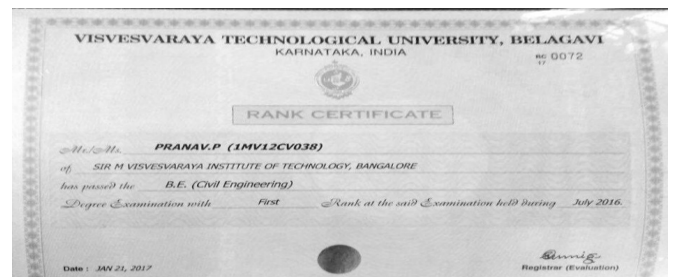 VISVESVARAYA TECHNOLOGICAL UNIVERSITY, BELAGAVI
KARNATAKA, INDIA
RC 17 0072
RANK CERTIFICATE
Mr./Ms. PRANAV.P (1MV12CV038)
of SIR M VISVESVARAYA INSTITUTE OF TECHNOLOGY, BANGALORE
has passed the B.E. (Civil Engineering)
Degree Examination with First Rank at the said Examination held during July 2016.
Date : JAN 21, 2017
Registrar (Evaluation)